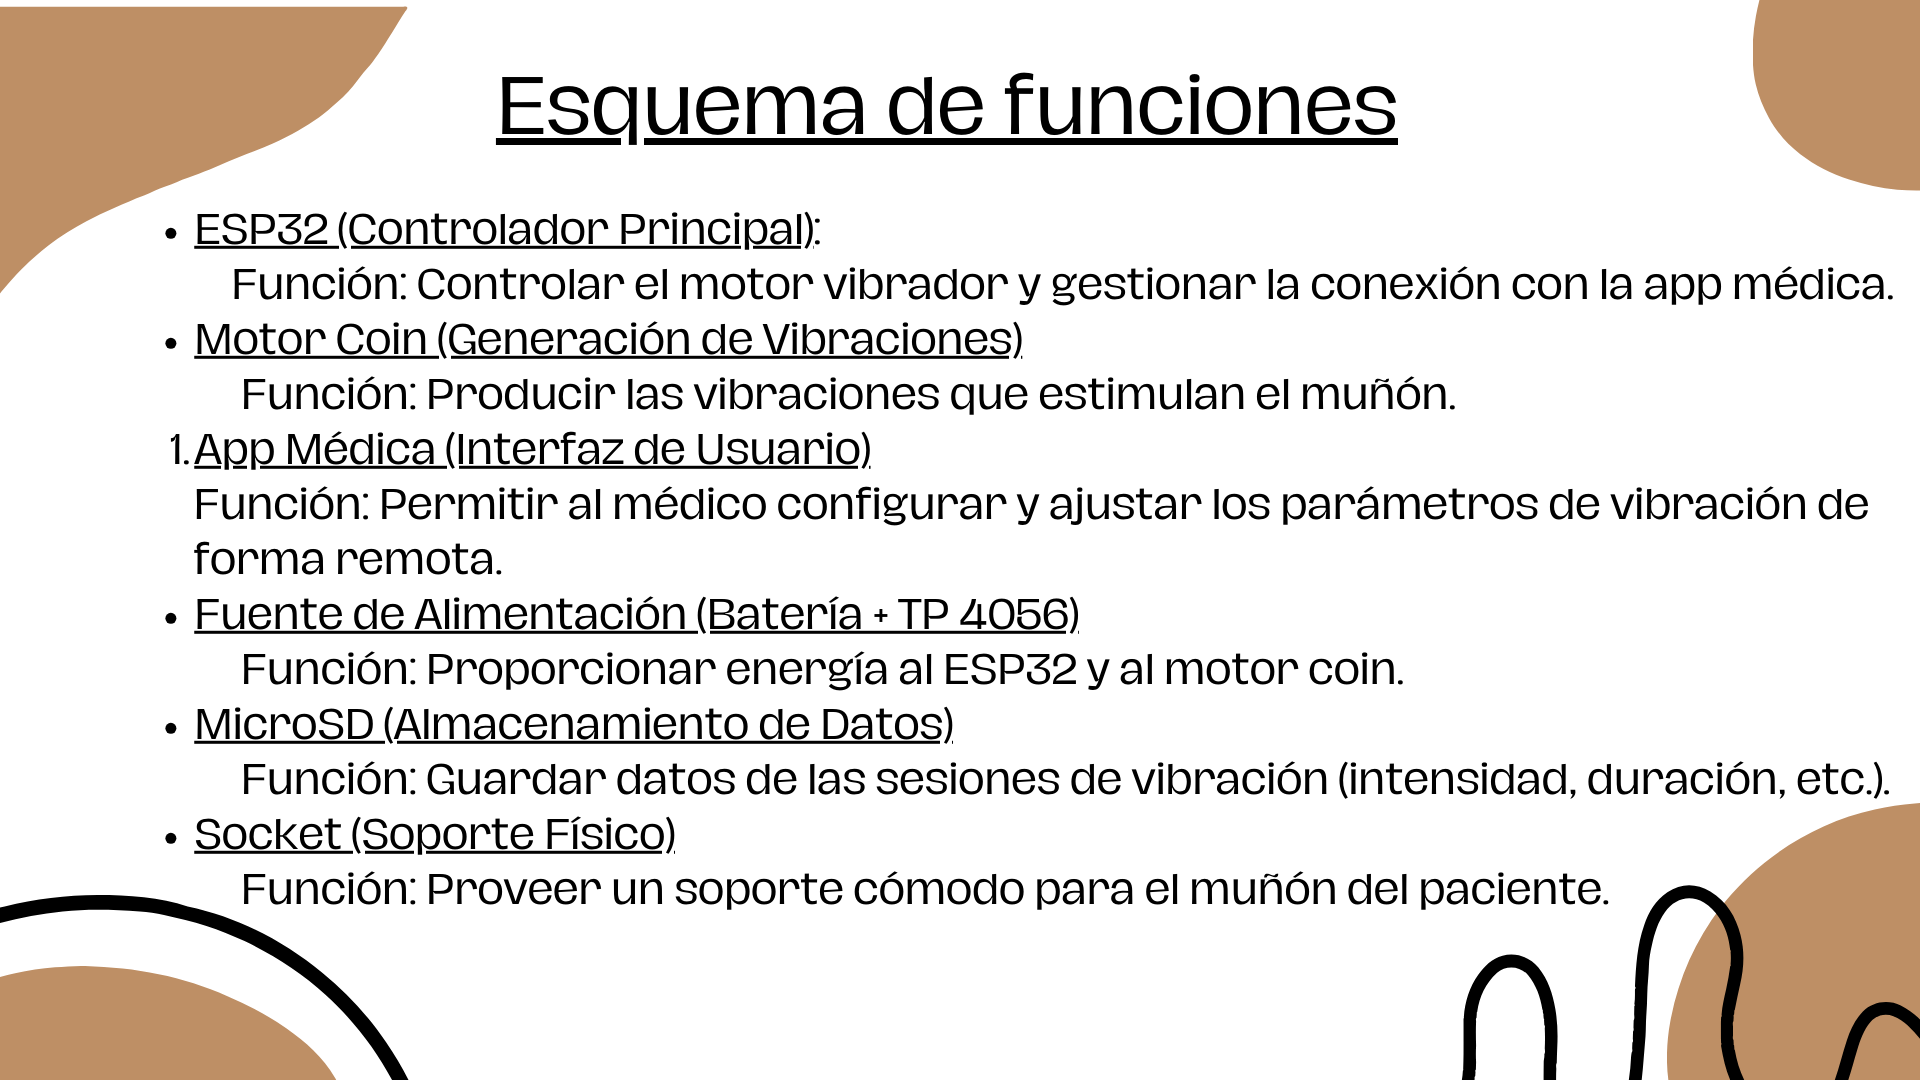 Esquema de funciones
• ESP32 (Controlador Principal):
Función: Controlar el motor vibrador y gestionar la conexión con la app médica.
• Motor Coin (Generación de Vibraciones)
Función: Producir las vibraciones que estimulan el muñón.
1. App Médica (Interfaz de Usuario)
Función: Permitir al médico configurar y ajustar los parámetros de vibración de
forma remota.
• Fuente de Alimentación (Batería + TP 4056)
Función: Proporcionar energía al ESP32 y al motor coin.
• MicroSD (Almacenamiento de Datos)
Función: Guardar datos de las sesiones de vibración (intensidad, duración, etc.).
• Socket (Soporte Físico)
Función: Proveer un soporte cómodo para el muñón del paciente.